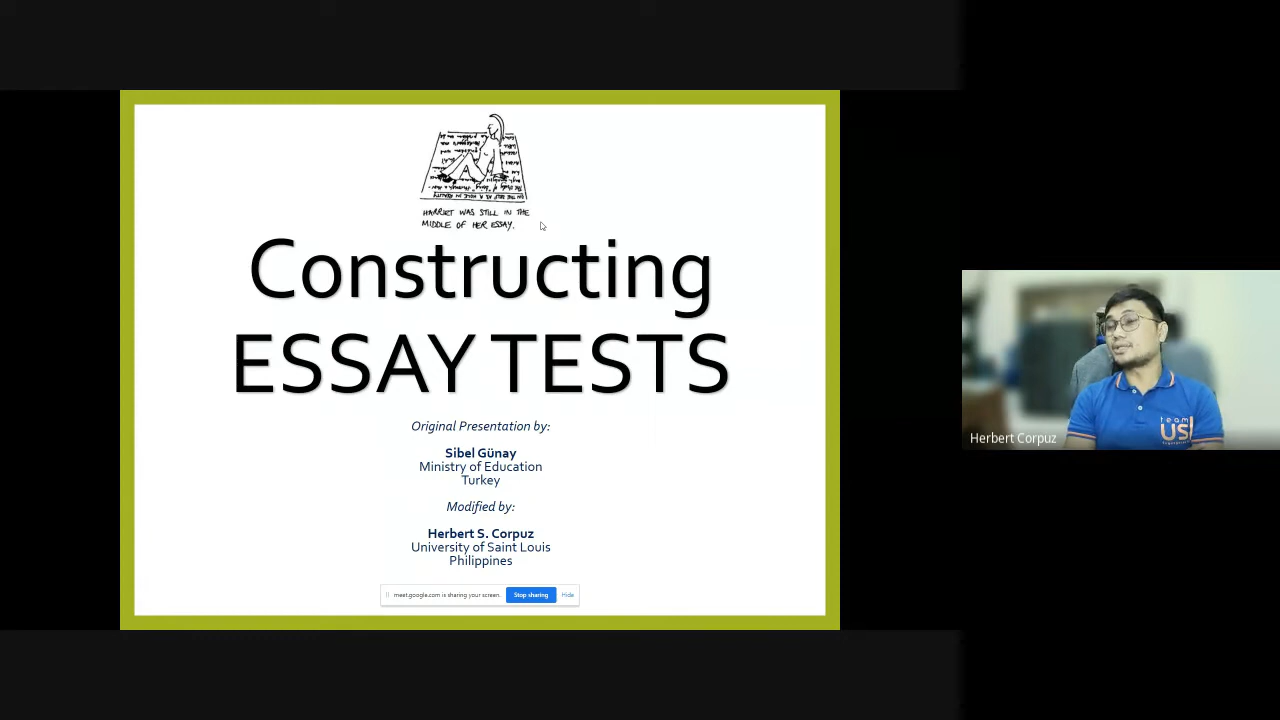 HARRIET WAS STILL IN THE
MIDDLE OF HER ESSAY.
Constructing
ESSAY TESTS
Original Presentation by:
Sibel Günay
Ministry of Education
Turkey
Modified by:
Herbert S. Corpuz
University of Saint Louis
Philippines
meet.google.com is sharing your screen.
Stop sharing
Hide
team
USL
Herbert Corpuz